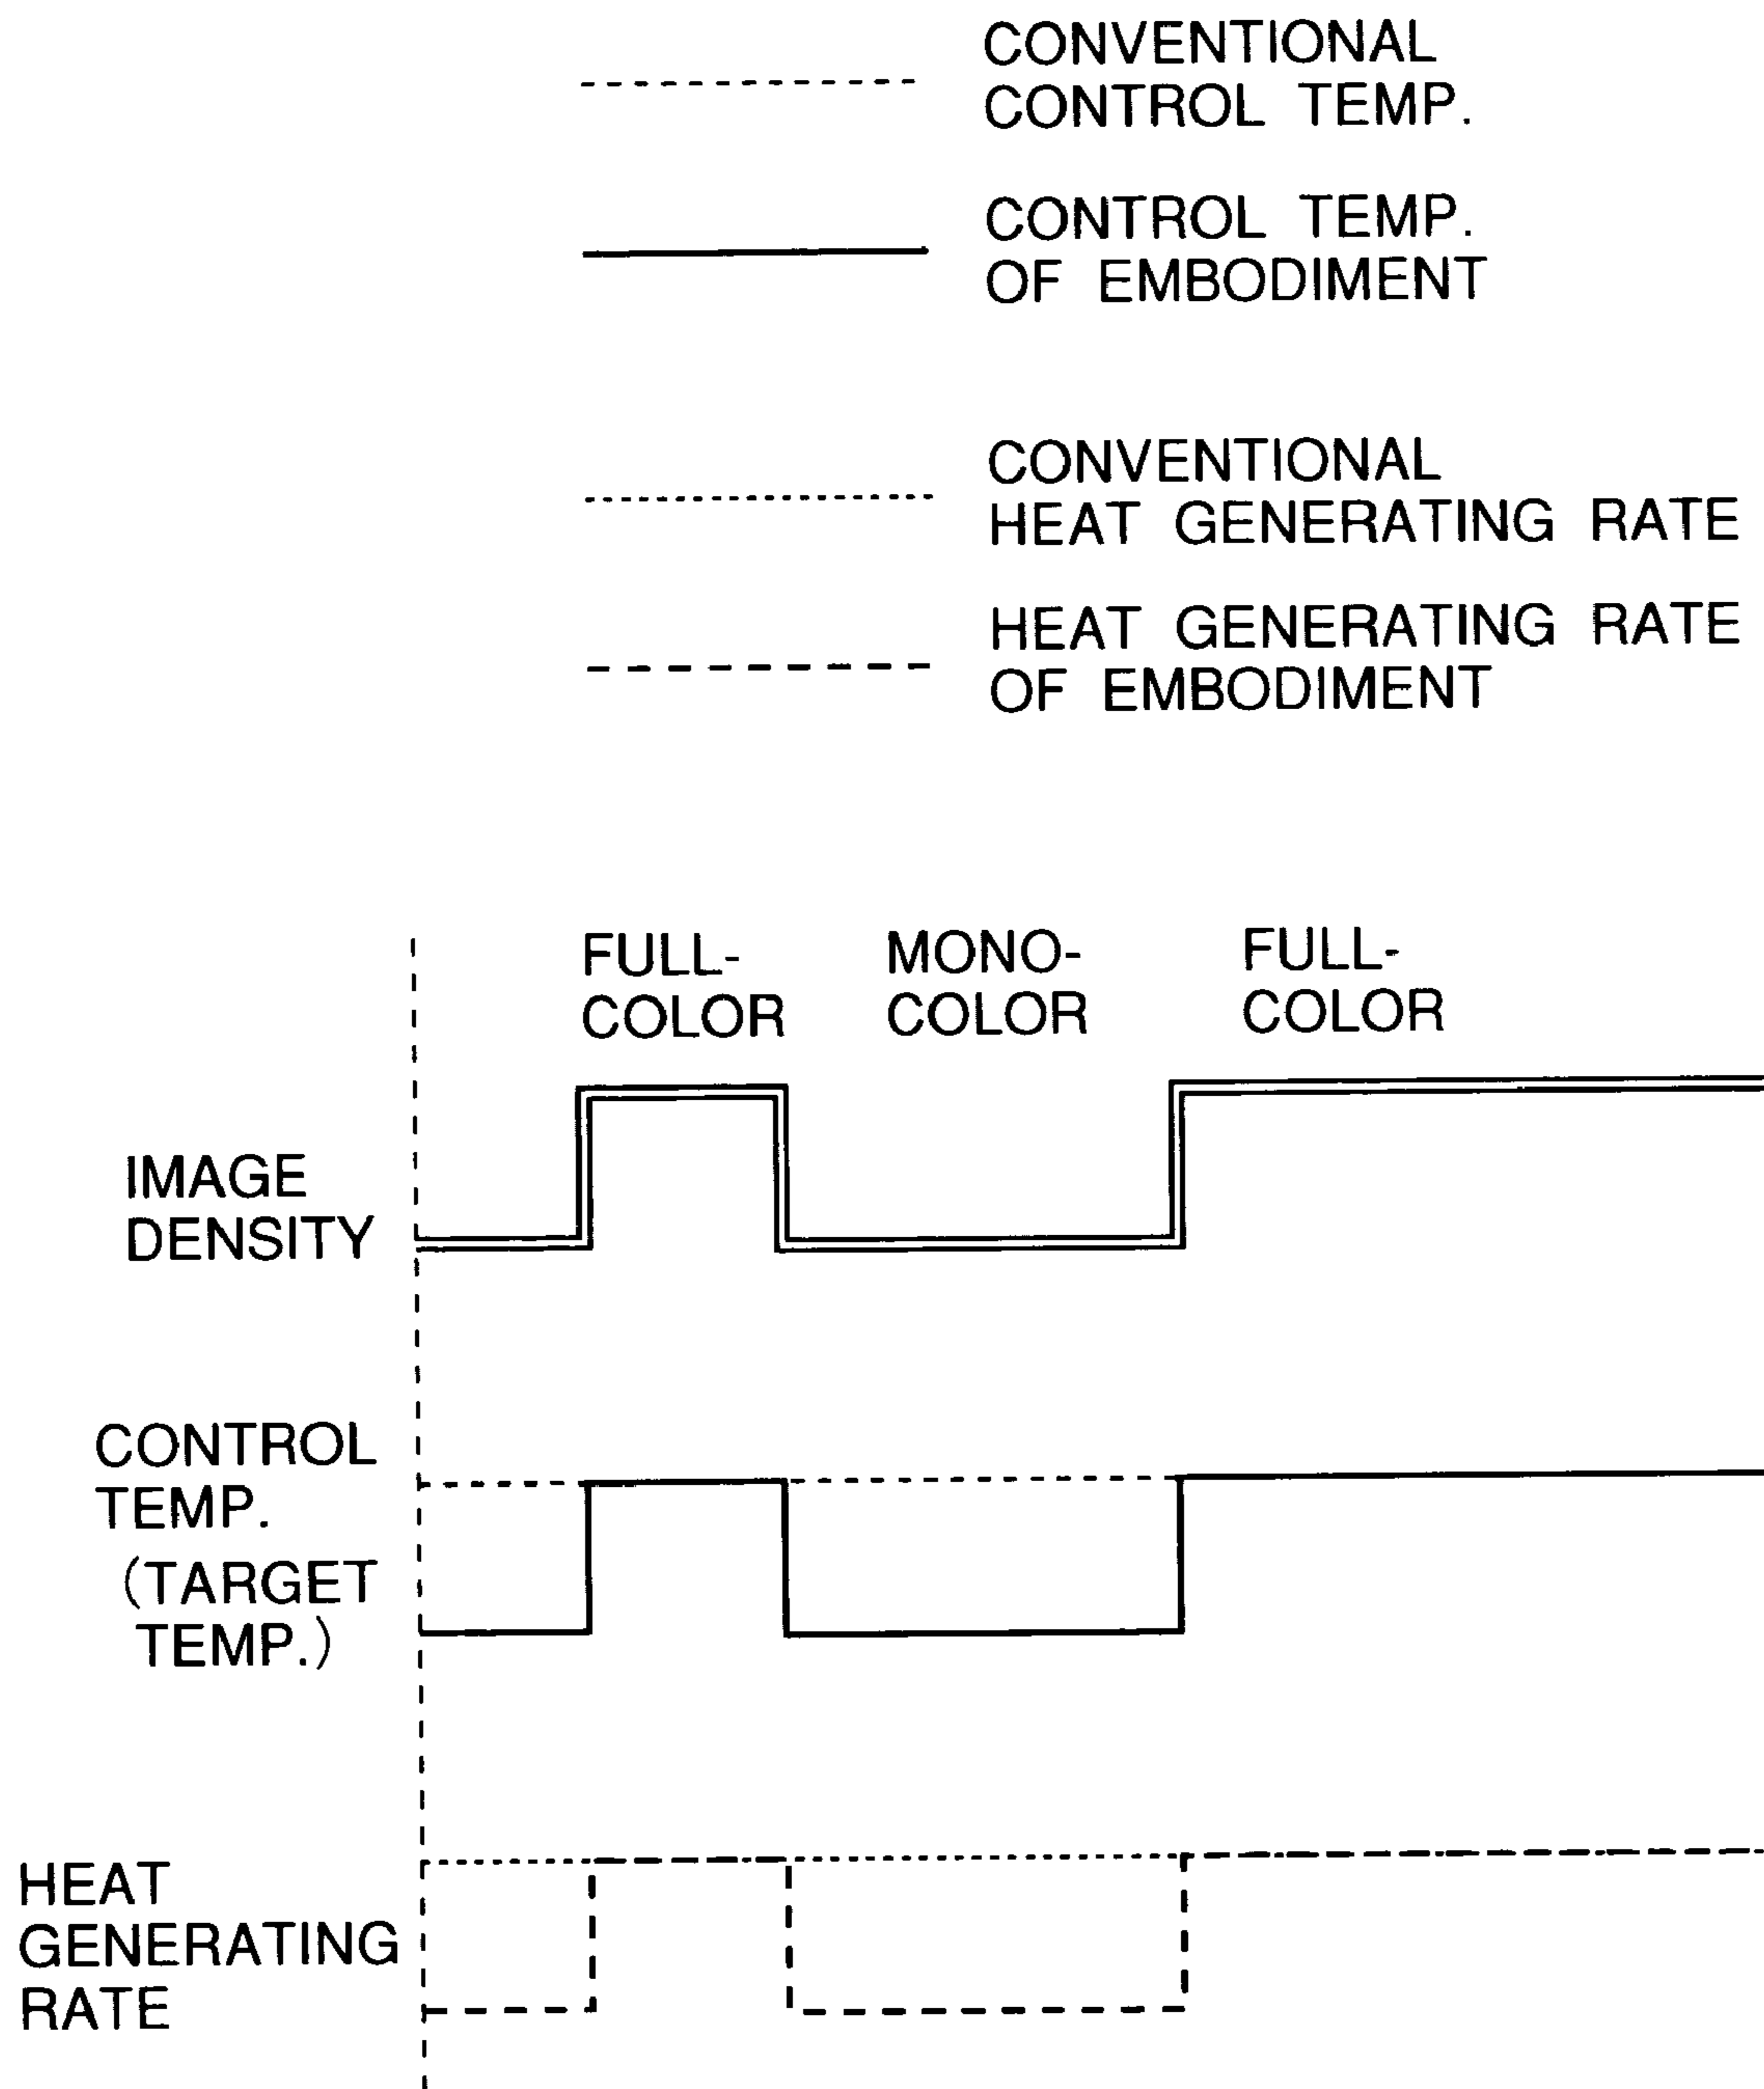 CONVENTIONAL
CONTROL TEMP.
CONTROL TEMP.
OF EMBODIMENT
CONVENTIONAL
HEAT GENERATING RATE
HEAT GENERATING RATE
OF EMBODIMENT
FULL-
COLOR
MONO-
COLOR
FULL-
COLOR
IMAGE
DENSITY
CONTROL
TEMP.
(TARGET
TEMP.)
HEAT
GENERATING
RATE